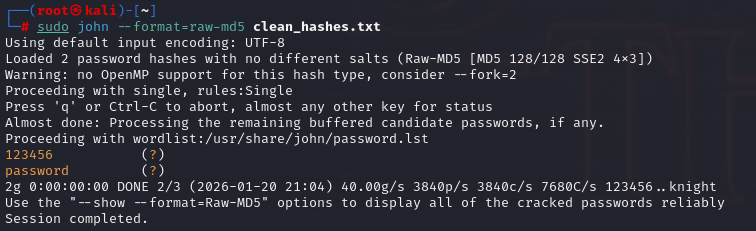 ┌──(root㉿kali)-[~]
└─# sudo john --format=raw-md5 clean_hashes.txt
Using default input encoding: UTF-8
Loaded 2 password hashes with no different salts (Raw-MD5 [MD5 128/128 SSE2 4×3])
Warning: no OpenMP support for this hash type, consider --fork=2
Proceeding with single, rules:Single
Press 'q' or Ctrl-C to abort, almost any other key for status
Almost done: Processing the remaining buffered candidate passwords, if any.
Proceeding with wordlist:/usr/share/john/password.lst
123456           (?)
password         (?)
2g 0:00:00:00 DONE 2/3 (2026-01-20 21:04) 40.00g/s 3840p/s 3840c/s 7680C/s 123456..knight
Use the "--show --format=Raw-MD5" options to display all of the cracked passwords reliably
Session completed.